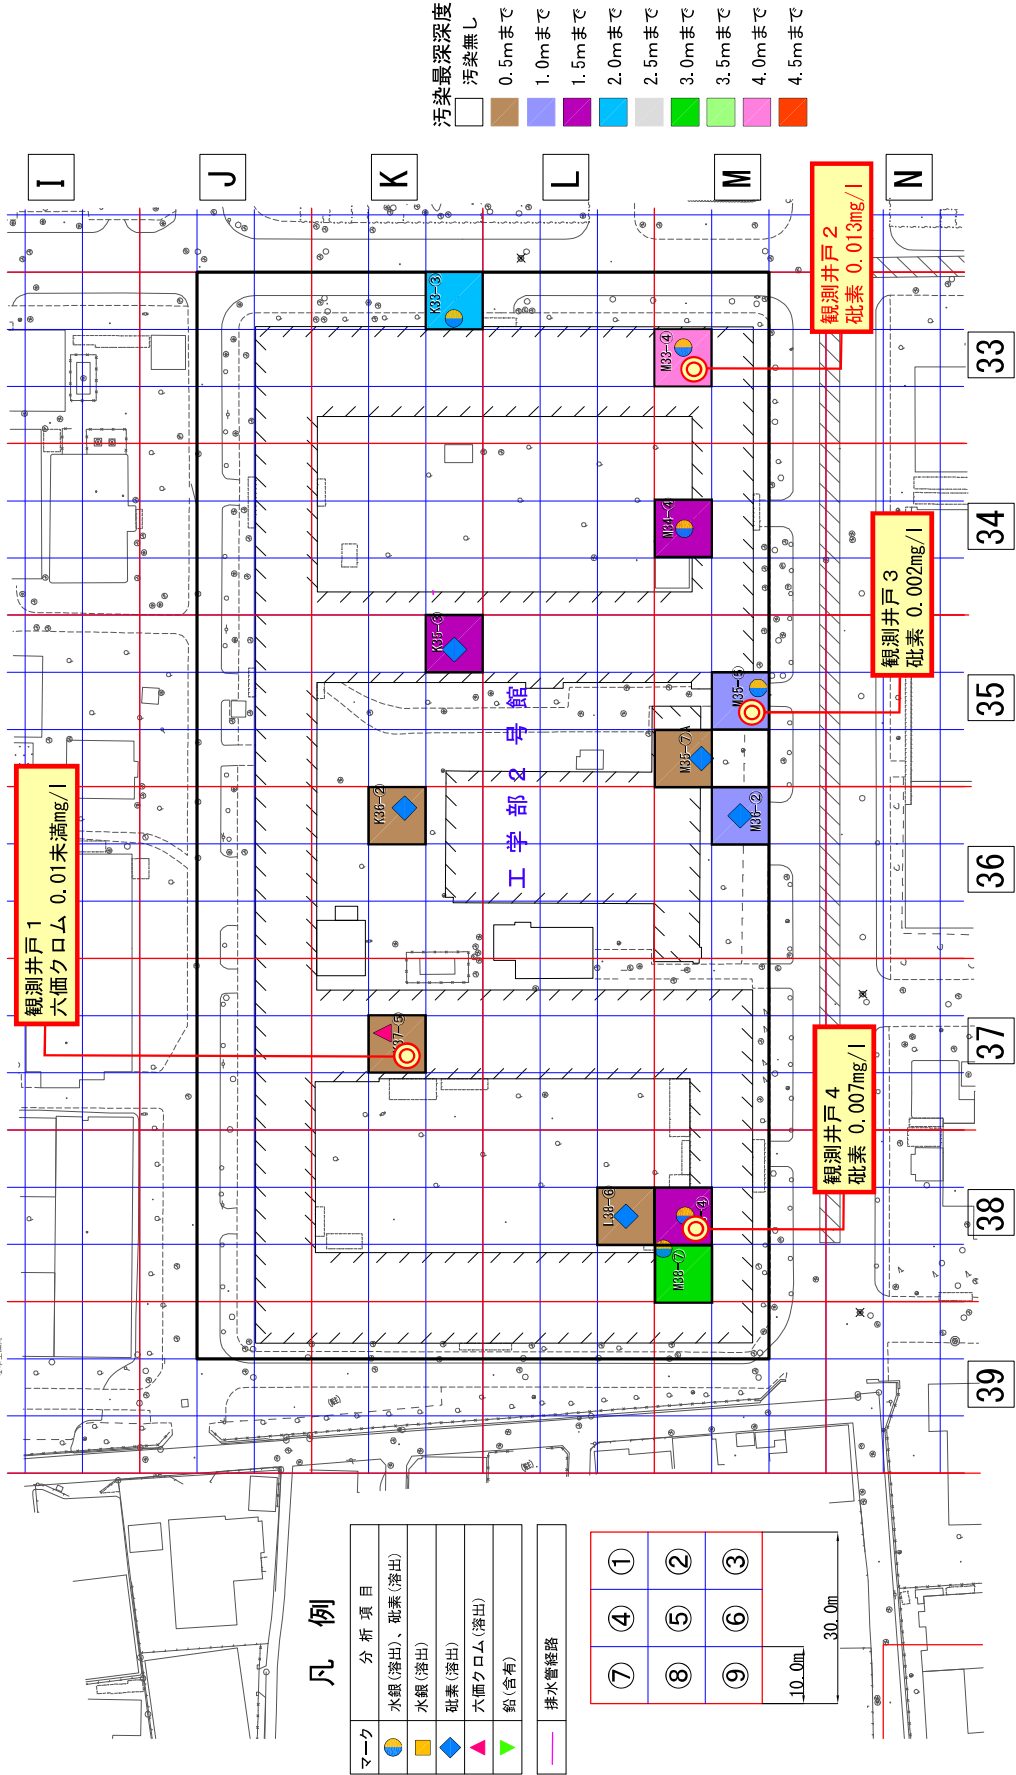 汚染最深深度
汚染無し
0.5mまで
1.0mまで
1.5mまで
2.0mまで
2.5mまで
3.0mまで
3.5mまで
4.0mまで
4.5mまで
I
J
K
L
M
N
33
34
35
36
37
38
39
観測井戸1
六価クロム 0.01未満mg/l
観測井戸2
砒素 0.013mg/l
観測井戸3
砒素 0.002mg/l
観測井戸4
砒素 0.007mg/l
工学部2号館
K33-③
M33-④
M34-④
K35-③
M35-⑤
M35-⑦A
K36-②
M36-②
K37-⑤
L38-⑥
-④
M38-⑦
凡例
マーク 分析項目
水銀(溶出)、砒素(溶出)
水銀(溶出)
砒素(溶出)
六価クロム(溶出)
鉛(含有)
排水管経路
⑦ ④ ①
⑧ ⑤ ②
⑨ ⑥ ③
10.0m
30.0m